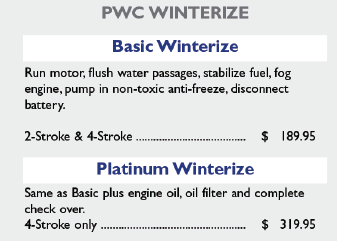 PWC WINTERIZE
Basic Winterize
Run motor, flush water passages, stabilize fuel, fog
engine, pump in non-toxic anti-freeze, disconnect
battery.
2-Stroke & 4-Stroke ...................................... $ 189.95
Platinum Winterize
Same as Basic plus engine oil, oil filter and complete
check over.
4-Stroke only .................................................. $ 319.95